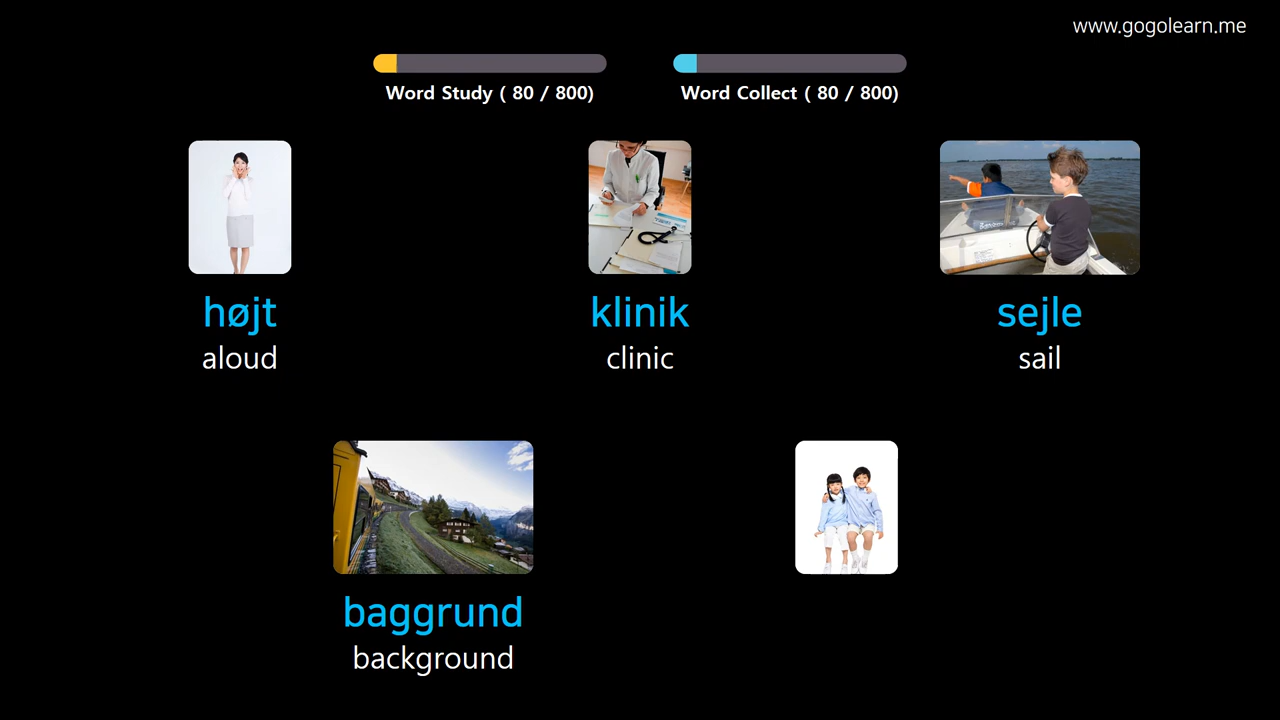 www.gogolearn.me
Word Study ( 80 / 800)
Word Collect ( 80 / 800)
højt
aloud
klinik
clinic
sejle
sail
baggrund
background